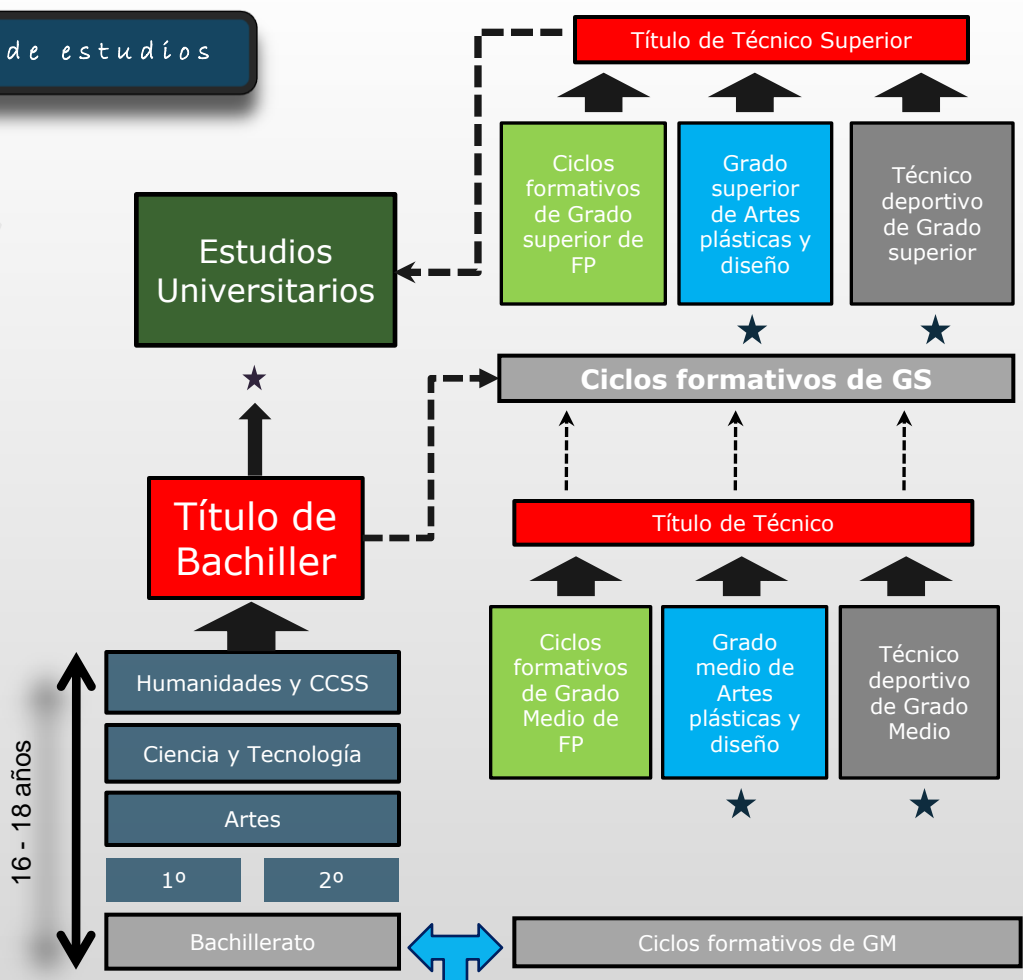 de estudíos
Título de Técnico Superior
Ciclos
formativos
de Grado
superior de
FP
Grado
superior
de Artes
plásticas y
diseño
Técnico
deportivo
de Grado
superior
Estudios
Universitarios
Ciclos formativos de GS
Título de
Bachiller
Título de Técnico
Ciclos
formativos
de Grado
Medio de
FP
Grado
medio de
Artes
plásticas y
diseño
Técnico
deportivo
de Grado
Medio
16 - 18 años
Humanidades y CCSS
Ciencia y Tecnología
Artes
1º
2º
Bachillerato
Ciclos formativos de GM